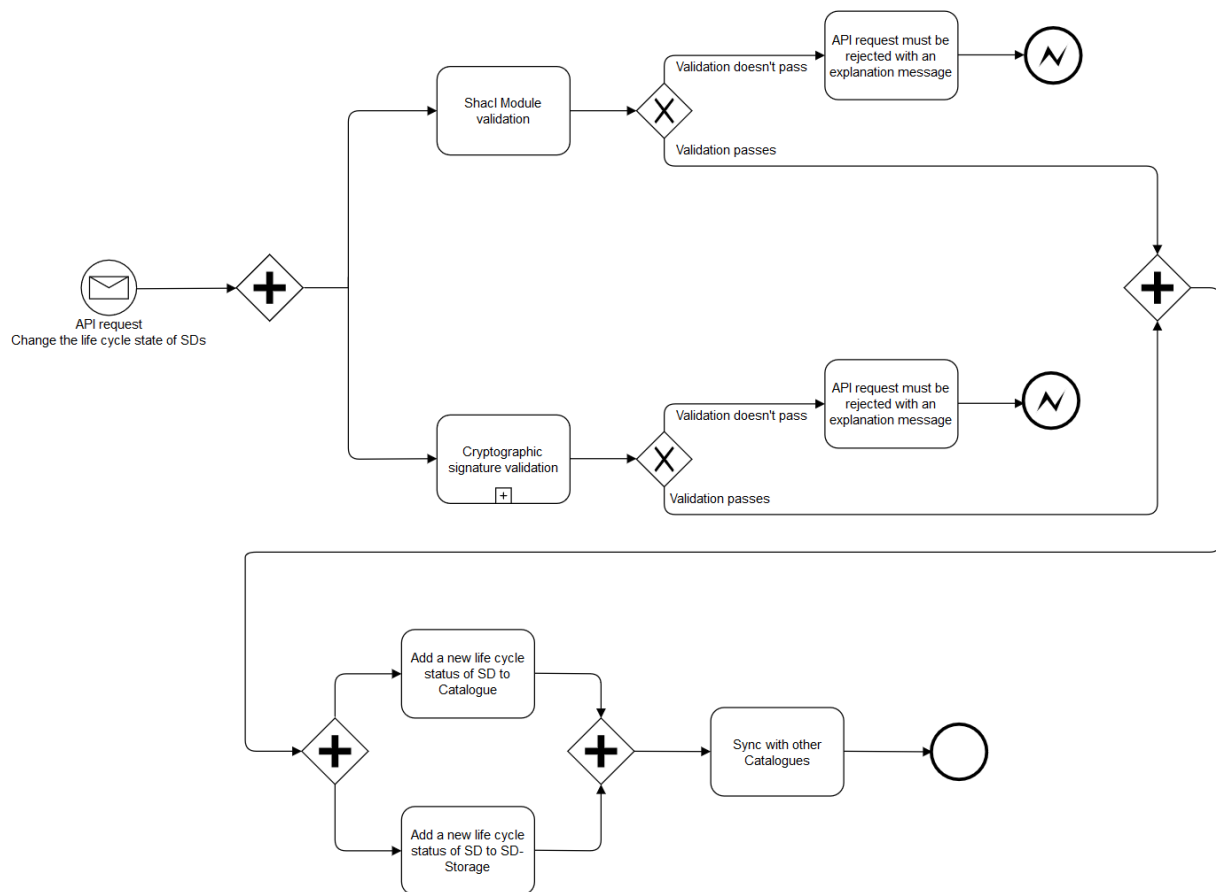 API request must be
rejected with an
explanation message
Validation doesn't pass
Shacl Module
validation
Validation passes
API request
Change the life cycle state of SDs
API request must be
rejected with an
explanation message
Validation doesn't pass
Cryptographic
signature validation
Validation passes
Add a new life cycle
status of SD to
Catalogue
Sync with other
Catalogues
Add a new life cycle
status of SD to SD-
Storage